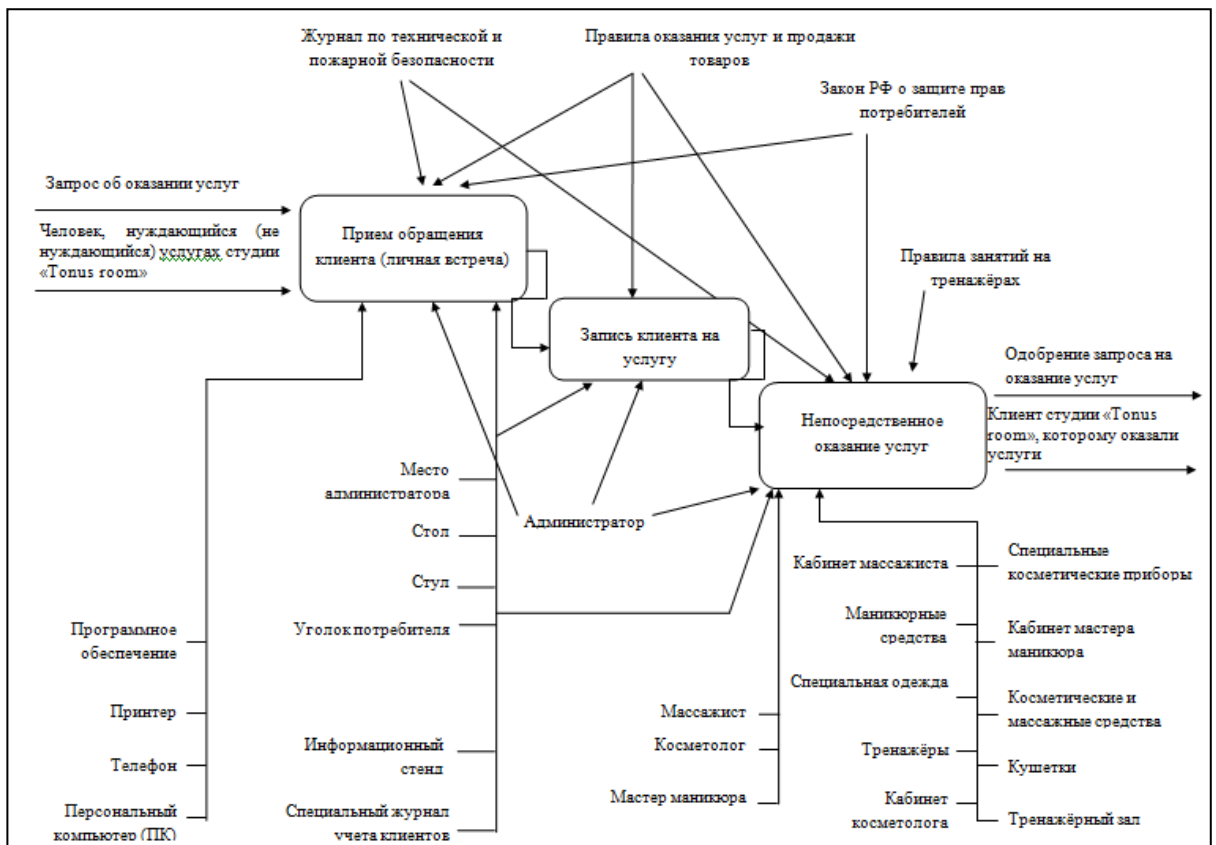 Журнал по технической и
пожарной безопасности
Правила оказания услуг и продажи
товаров
Закон РФ о защите прав
потребителей
Запрос об оказании услуг
Человек, нуждающийся (не
нуждающийся) услугах студии
«Tonus room»
Прием обращения
клиента (личная встреча)
Правила занятий на
тренажёрах
Запись клиента на
услугу
Одобрение запроса на
оказание услуг
Непосредственное
оказание услуг
Клиент студии «Tonus
room», которому оказали
услуги
Место
администратора
Администратор
Стол
Стул
Уголок потребителя
Информационный
стенд
Специальный журнал
учета клиентов
Программное
обеспечение
Принтер
Телефон
Персональный
компьютер (ПК)
Массажист
Косметолог
Мастер маникюра
Кабинет массажиста
Маникюрные
средства
Специальная одежда
Тренажёры
Кабинет
косметолога
Специальные
косметические приборы
Кабинет мастера
маникюра
Косметические и
массажные средства
Кушетки
Тренажёрный зал